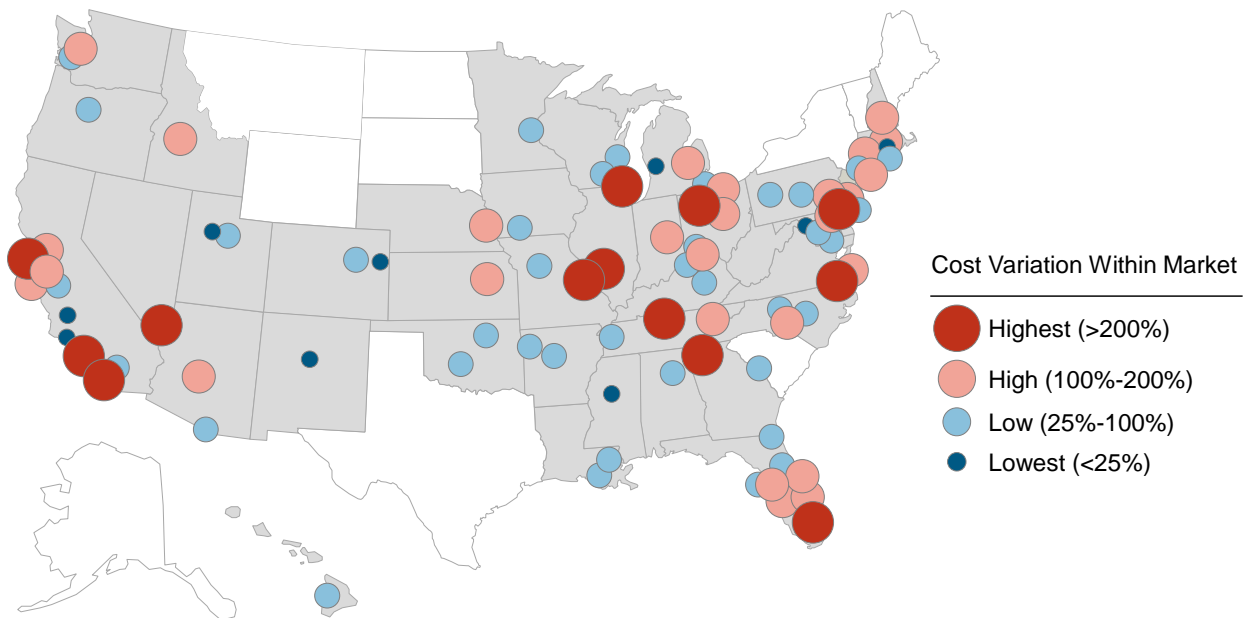 Cost Variation Within Market
Highest (>200%)
High (100%-200%)
Low (25%-100%)
Lowest (<25%)